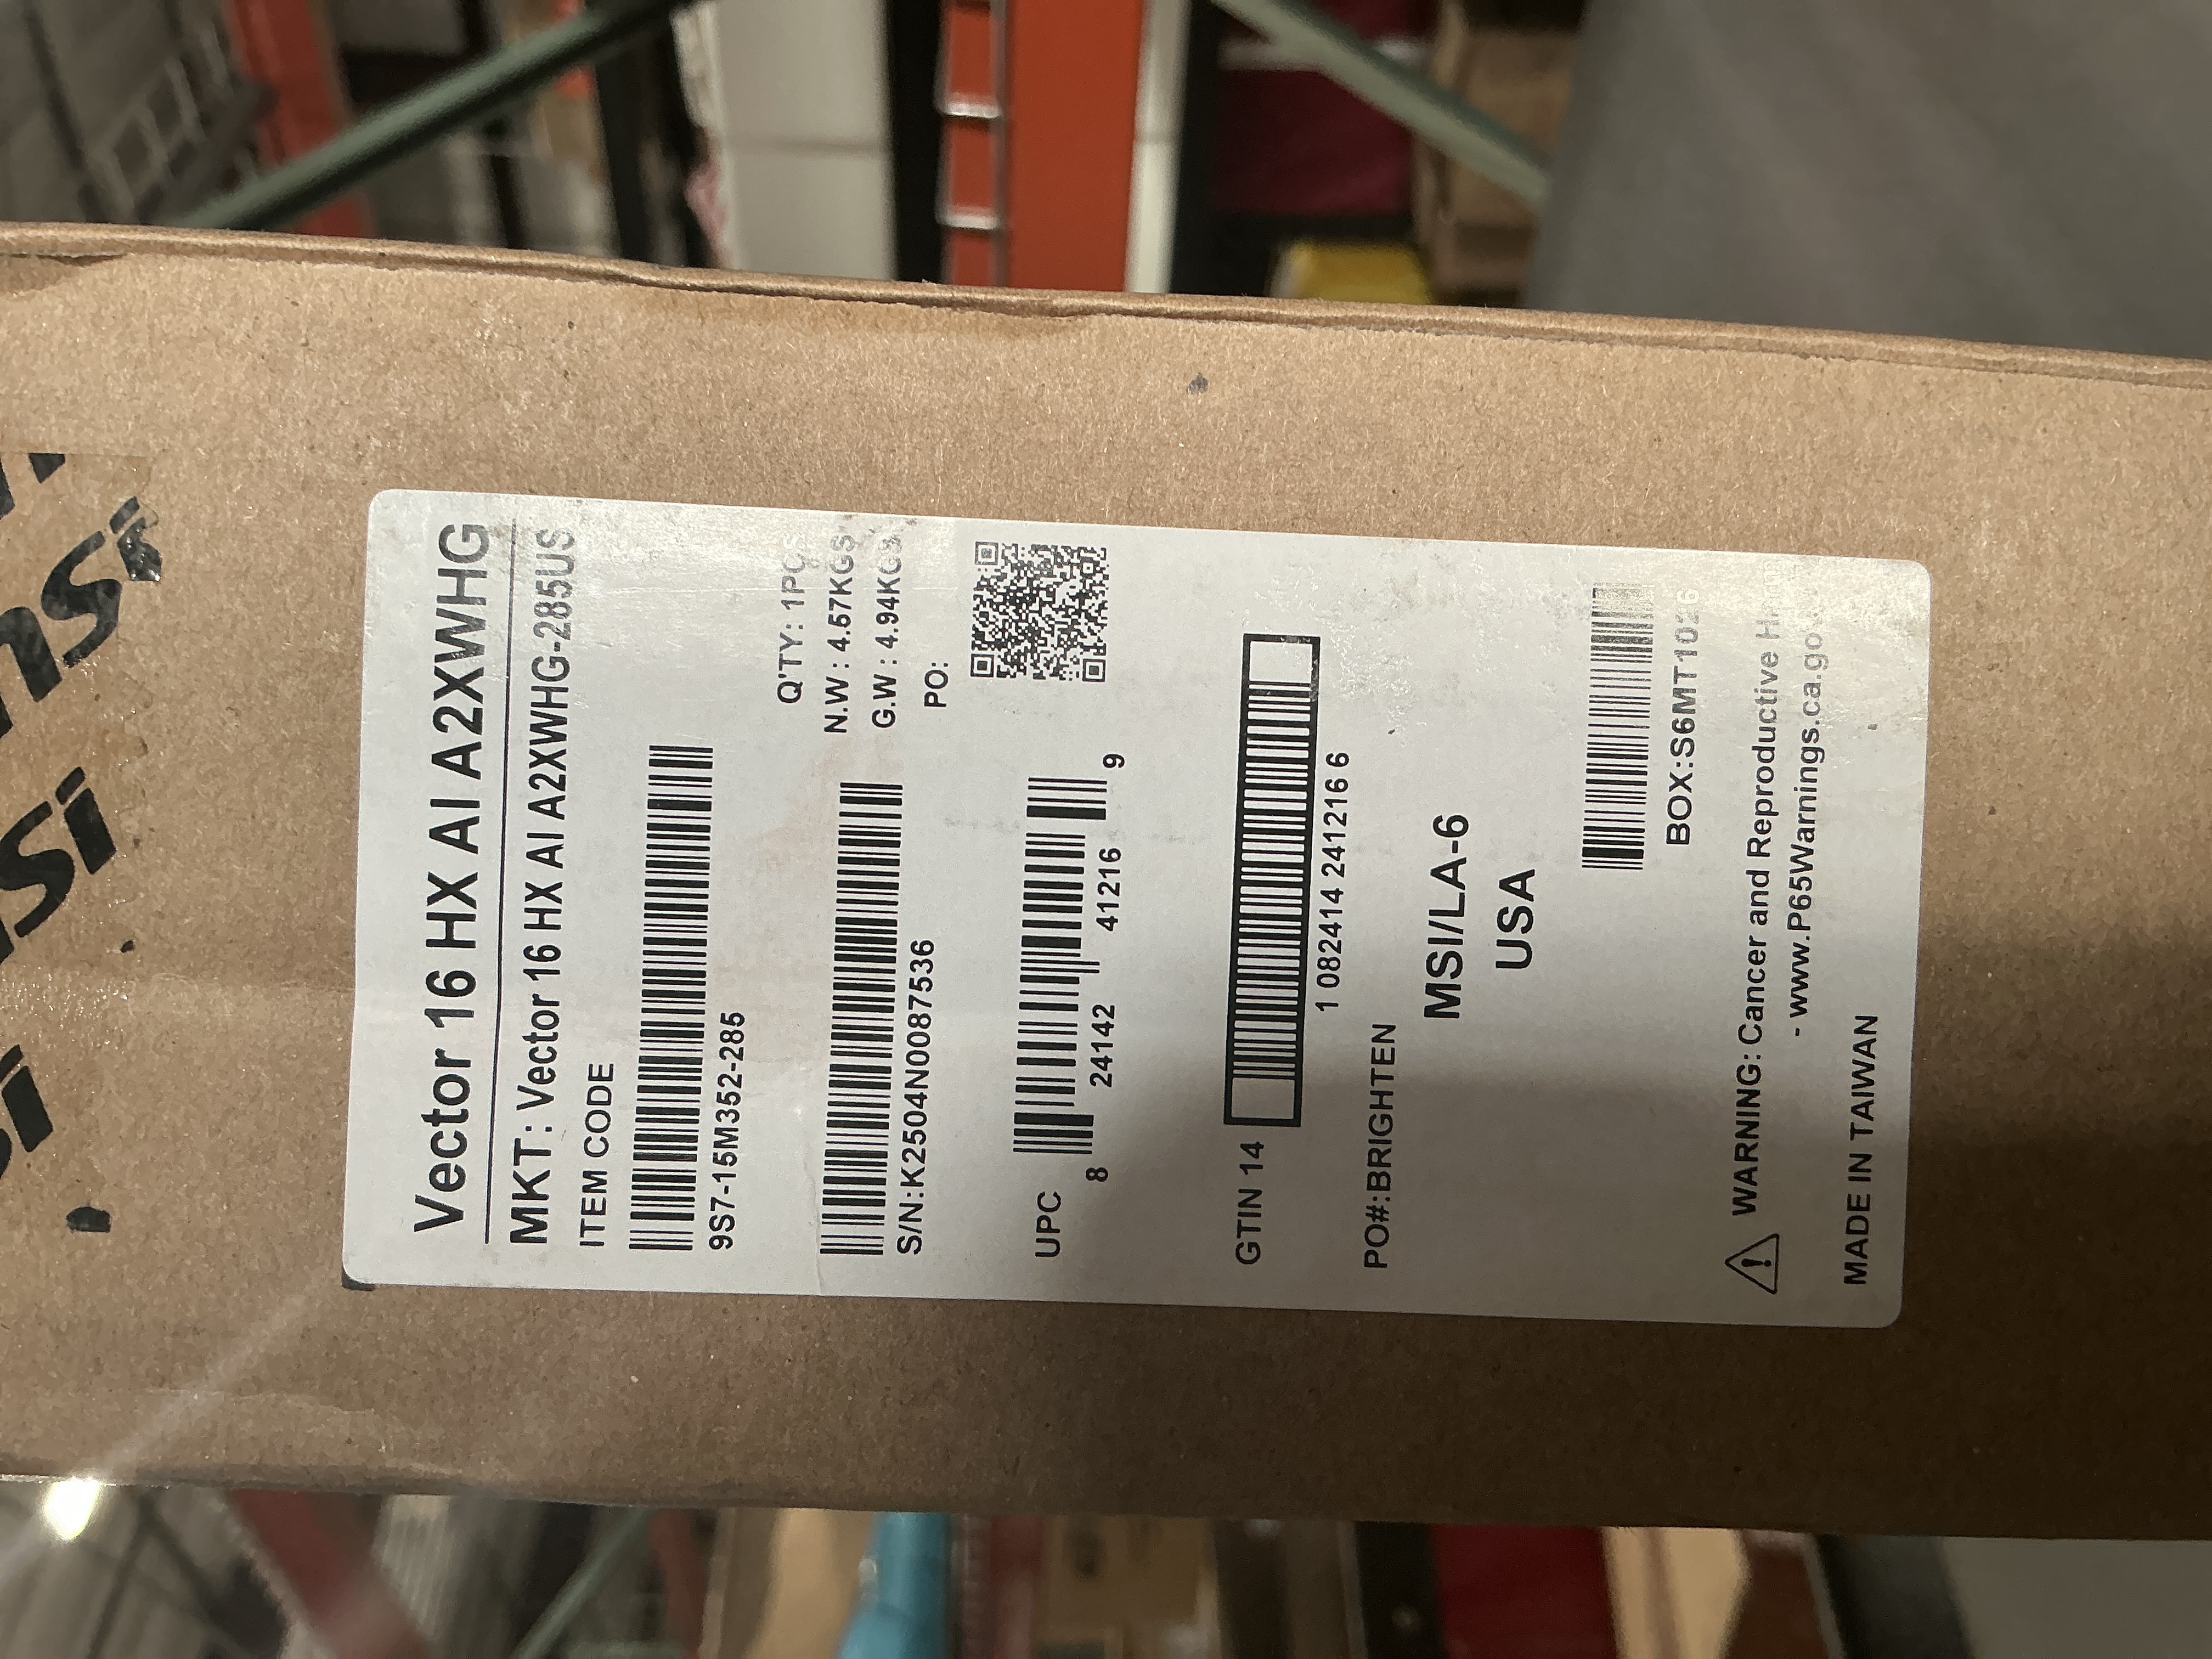 msi
msi
Vector 16 HX AI A2XWHG
MKT: Vector 16 HX AI A2XWHG-285US
ITEM CODE
9S7-15M352-285
Q'TY: 1PCS
N.W : 4.57KGS
S/N:K2504N0087536
G.W : 4.94KGS
PO:
UPC
8 24142 41216 9
GTIN 14
1 082414 241216 6
PO#:BRIGHTEN
MSI/LA-6
USA
WARNING: Cancer and Reproductive
- www.P65Warnings.ca.go
MADE IN TAIWAN